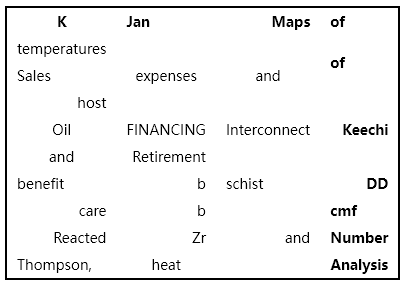 K Jan Maps of
temperatures
of
Sales expenses and
host
Oil FINANCING Interconnect Keechi
and Retirement
benefit b schist DD
care b cmf
Reacted Zr and Number
Thompson, heat Analysis